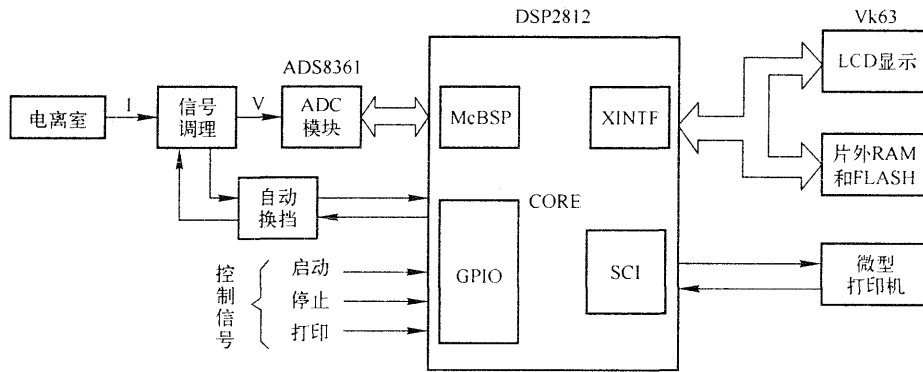 DSP2812
Vk63
ADS8361
电离室
I
信号
调理
V
ADC
模块
McBSP
XINTF
LCD显示
片外RAM
和FLASH
自动
换挡
CORE
GPIO
SCI
微型
打印机
控制信号
启动
停止
打印